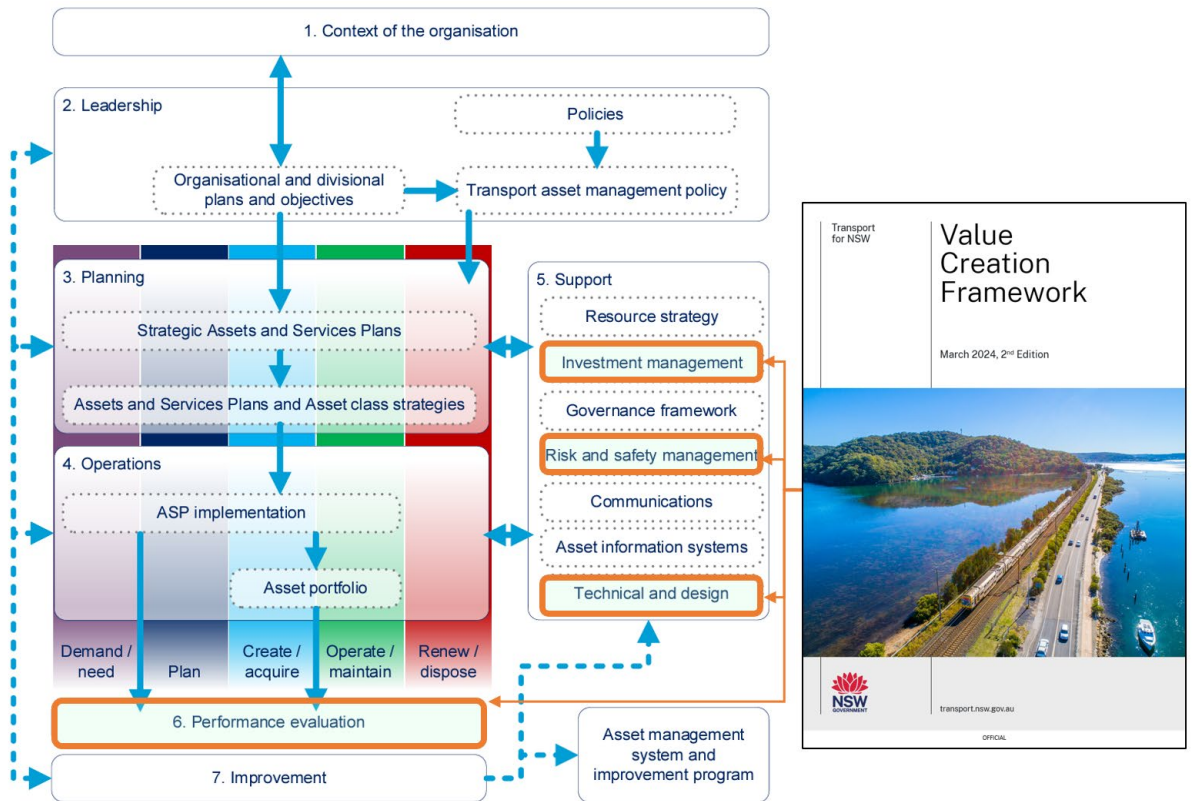 1. Context of the organisation
2. Leadership
Policies
Organisational and divisional
plans and objectives
Transport asset management policy
3. Planning
Strategic Assets and Services Plans
Assets and Services Plans and Asset class strategies
4. Operations
ASP implementation
Asset portfolio
Demand /
need
Plan
Create /
acquire
Operate /
maintain
Renew /
dispose
5. Support
Resource strategy
Investment management
Governance framework
Risk and safety management
Communications
Asset information systems
Technical and design
6. Performance evaluation
7. Improvement
Asset management
system and
improvement program
Transport
for NSW
Value
Creation
Framework
March 2024, 2nd Edition
NSW
GOVERNMENT
transport.nsw.gov.au
OFFICIAL